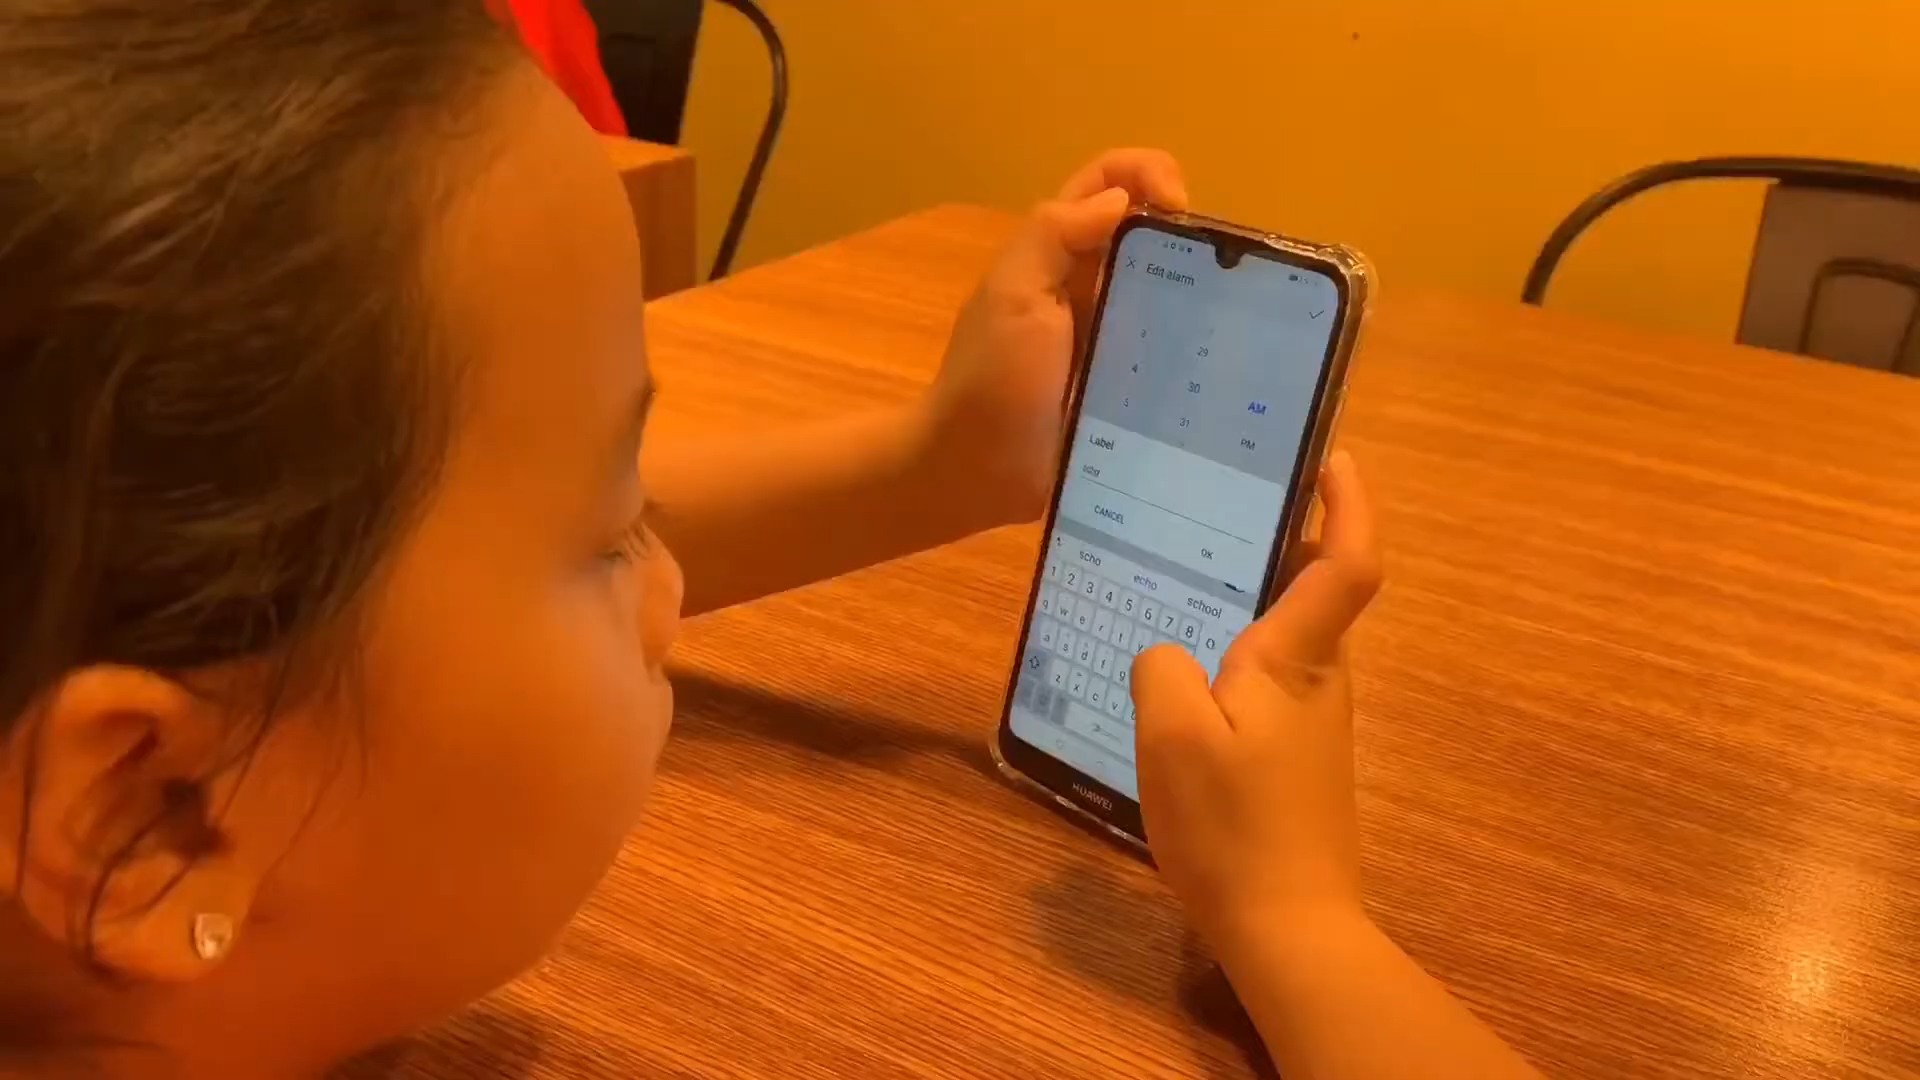 Edit alarm
3 29
4 30 AM
5 31 PM
Label
scho
CANCEL OK
scho echo school
1 2 3 4 5 6 7 8
q w e r t y
a s d f g
z x c v
HUAWEI